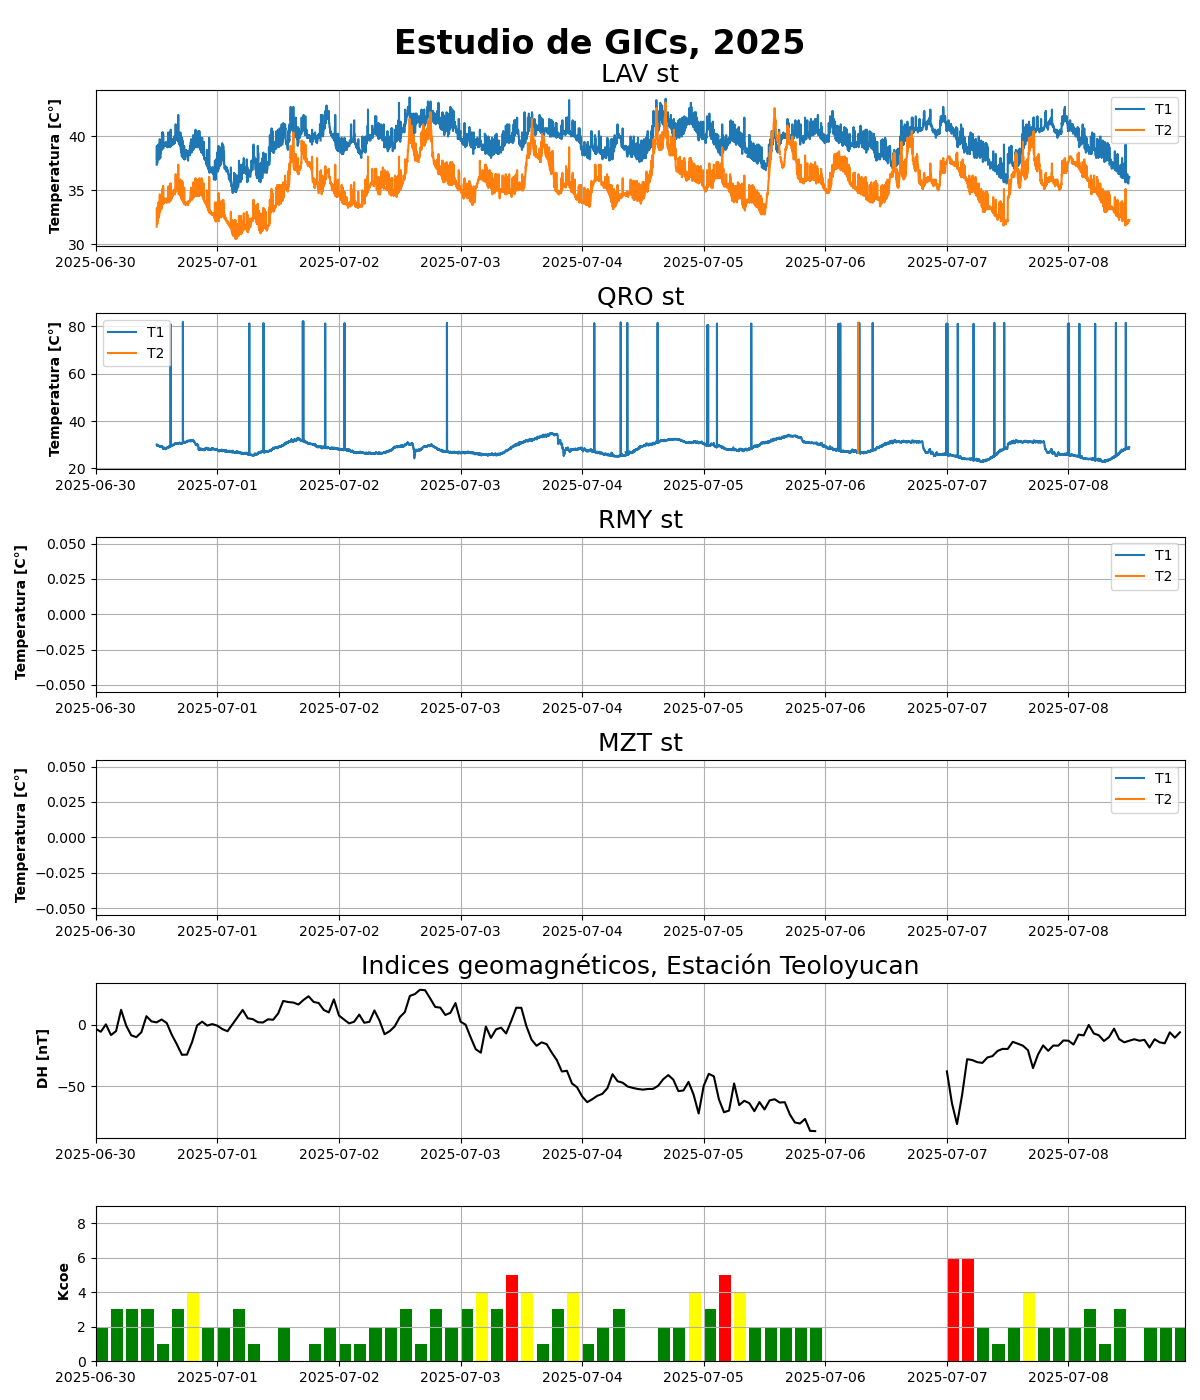 Estudio de GICs, 2025
LAV st
Temperatura [C°]
40
35
30
T1
T2
2025-06-30 2025-07-01 2025-07-02 2025-07-03 2025-07-04 2025-07-05 2025-07-06 2025-07-07 2025-07-08
QRO st
Temperatura [C°]
80
60
40
20
T1
T2
2025-06-30 2025-07-01 2025-07-02 2025-07-03 2025-07-04 2025-07-05 2025-07-06 2025-07-07 2025-07-08
RMY st
Temperatura [C°]
0.050
0.025
0.000
−0.025
−0.050
T1
T2
2025-06-30 2025-07-01 2025-07-02 2025-07-03 2025-07-04 2025-07-05 2025-07-06 2025-07-07 2025-07-08
MZT st
Temperatura [C°]
0.050
0.025
0.000
−0.025
−0.050
T1
T2
2025-06-30 2025-07-01 2025-07-02 2025-07-03 2025-07-04 2025-07-05 2025-07-06 2025-07-07 2025-07-08
Indices geomagnéticos, Estación Teoloyucan
DH [nT]
0
−50
2025-06-30 2025-07-01 2025-07-02 2025-07-03 2025-07-04 2025-07-05 2025-07-06 2025-07-07 2025-07-08
Kcoe
8
6
4
2
0
2025-06-30 2025-07-01 2025-07-02 2025-07-03 2025-07-04 2025-07-05 2025-07-06 2025-07-07 2025-07-08